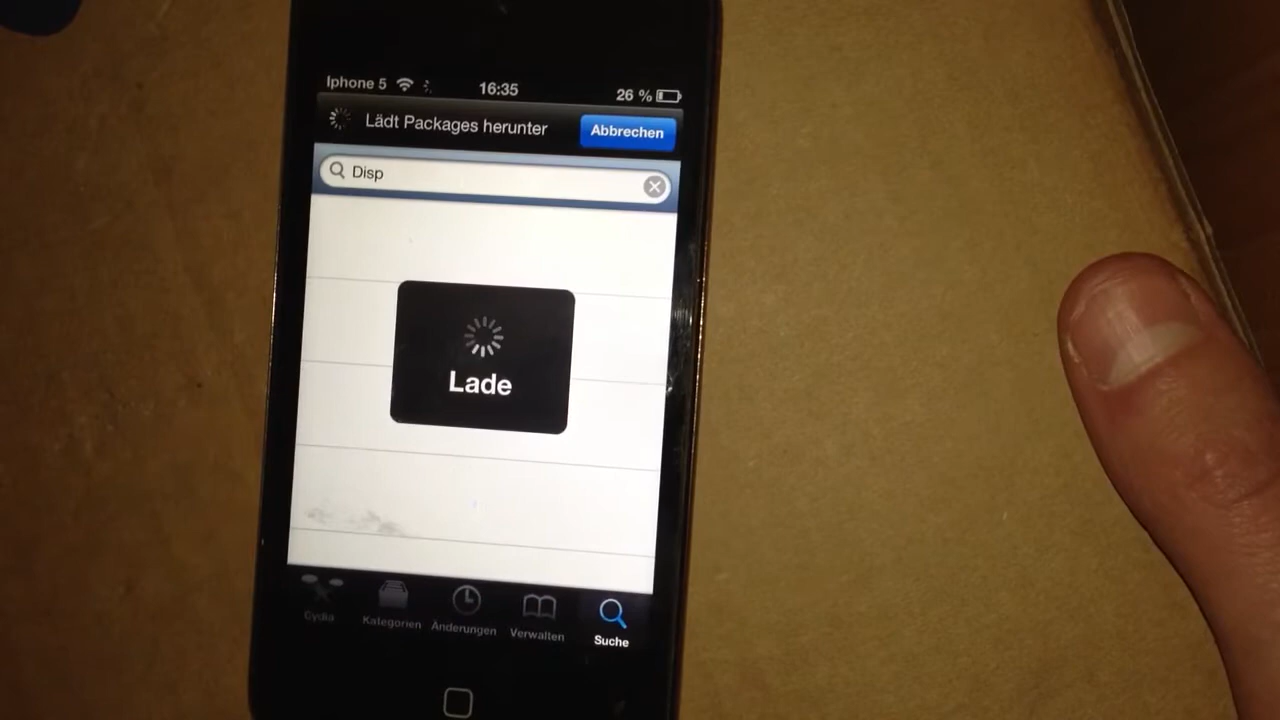 Iphone 5 16:35 26 %
Lädt Packages herunter Abbrechen
Disp
Lade
Cydia Kategorien Änderungen Verwalten Suche